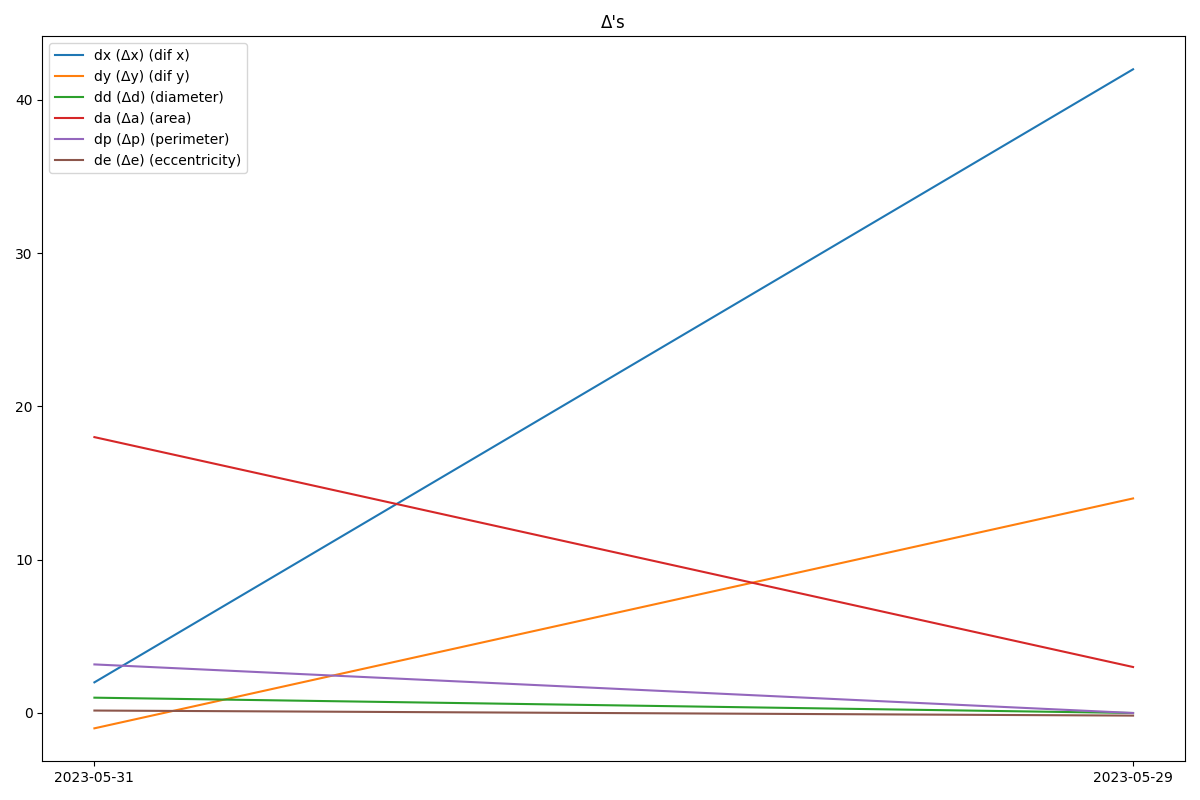 Δ's
dx (Δx) (dif x)
dy (Δy) (dif y)
dd (Δd) (diameter)
da (Δa) (area)
dp (Δp) (perimeter)
de (Δe) (eccentricity)
40
30
20
10
0
2023-05-31 2023-05-29